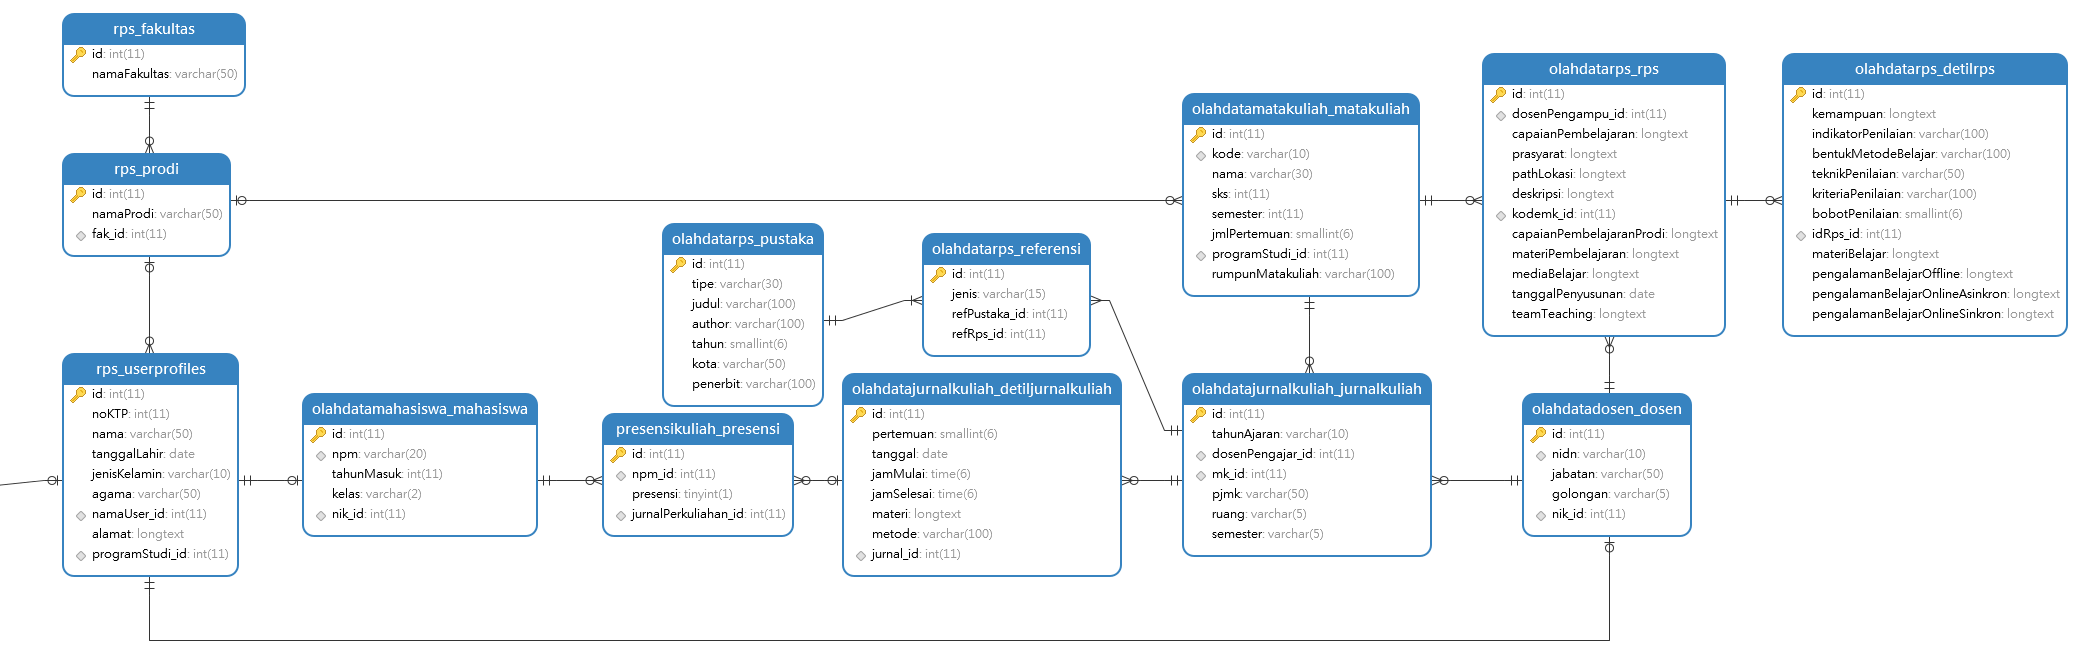 rps_fakultas
id: int(11)
namaFakultas: varchar(50)
rps_prodi
id: int(11)
namaProdi: varchar(50)
fak_id: int(11)
rps_userprofiles
id: int(11)
noKTP: int(11)
nama: varchar(50)
tanggalLahir: date
jenisKelamin: varchar(10)
agama: varchar(50)
namaUser_id: int(11)
alamat: longtext
programStudi_id: int(11)
olahdatamahasiswa_mahasiswa
id: int(11)
npm: varchar(20)
tahunMasuk: int(11)
kelas: varchar(2)
nik_id: int(11)
presensikuliah_presensi
id: int(11)
npm_id: int(11)
presensi: tinyint(1)
jurnalPerkuliahan_id: int(11)
olahdatarps_pustaka
id: int(11)
tipe: varchar(30)
judul: varchar(100)
author: varchar(100)
tahun: smallint(6)
kota: varchar(50)
penerbit: varchar(100)
olahdatarps_referensi
id: int(11)
jenis: varchar(15)
refPustaka_id: int(11)
refRps_id: int(11)
olahdatajurnalkuliah_detiljurnalkuliah
id: int(11)
pertemuan: smallint(6)
tanggal: date
jamMulai: time(6)
jamSelesai: time(6)
materi: longtext
metode: varchar(100)
jurnal_id: int(11)
olahdatamatakuliah_matakuliah
id: int(11)
kode: varchar(10)
nama: varchar(30)
sks: int(11)
semester: int(11)
jmlPertemuan: smallint(6)
programStudi_id: int(11)
rumpunMatakuliah: varchar(100)
olahdatajurnalkuliah_jurnalkuliah
id: int(11)
tahunAjaran: varchar(10)
dosenPengajar_id: int(11)
mk_id: int(11)
pjmk: varchar(50)
ruang: varchar(5)
semester: varchar(5)
olahdatarps_rps
id: int(11)
dosenPengampu_id: int(11)
capaianPembelajaran: longtext
prasyarat: longtext
pathLokasi: longtext
deskripsi: longtext
kodemk_id: int(11)
capaianPembelajaranProdi: longtext
materiPembelajaran: longtext
mediaBelajar: longtext
tanggalPenyusunan: date
teamTeaching: longtext
olahdatadosen_dosen
id: int(11)
nidn: varchar(10)
jabatan: varchar(50)
golongan: varchar(5)
nik_id: int(11)
olahdatarps_detilrps
id: int(11)
kemampuan: longtext
indikatorPenilaian: varchar(100)
bentukMetodeBelajar: varchar(100)
teknikPenilaian: varchar(50)
kriteriaPenilaian: varchar(100)
bobotPenilaian: smallint(6)
idRps_id: int(11)
materiBelajar: longtext
pengalamanBelajarOffline: longtext
pengalamanBelajarOnlineAsinkron: longtext
pengalamanBelajarOnlineSinkron: longtext